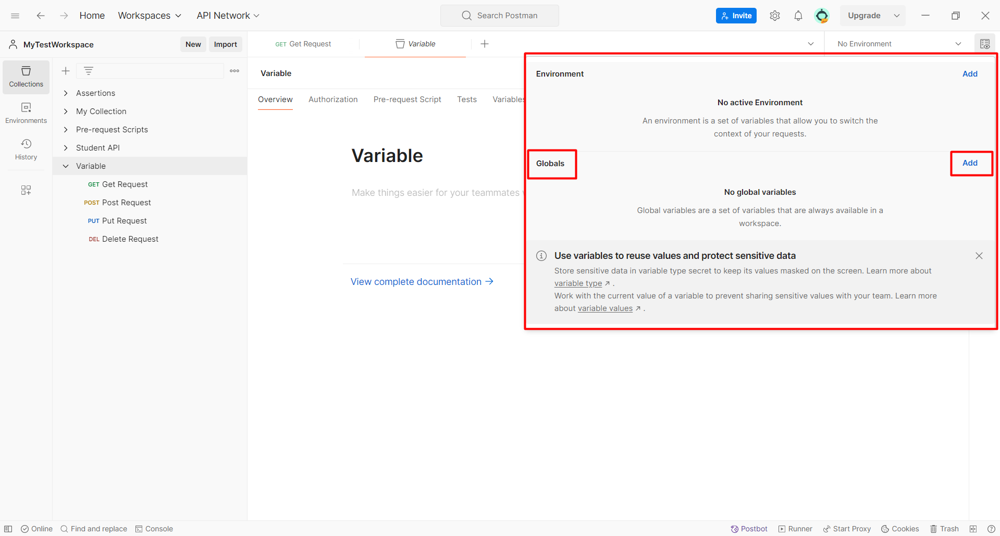 Home Workspaces API Network Search Postman Invite Upgrade
MyTestWorkspace New Import
GET Get Request Variable No Environment
Collections
Environments
History
Assertions
My Collection
Pre-request Scripts
Student API
Variable
GET Get Request
POST Post Request
PUT Put Request
DEL Delete Request
Variable
Overview Authorization Pre-request Script Tests Variables
Variable
Make things easier for your teammates
View complete documentation →
Environment Add
No active Environment
An environment is a set of variables that allow you to switch the
context of your requests.
Globals Add
No global variables
Global variables are a set of variables that are always available in a
workspace.
Use variables to reuse values and protect sensitive data
Store sensitive data in variable type secret to keep its values masked on the screen. Learn more about
variable type ↗ .
Work with the current value of a variable to prevent sharing sensitive values with your team. Learn more
about variable values ↗ .
Online Find and replace Console Postbot Runner Start Proxy Cookies Trash